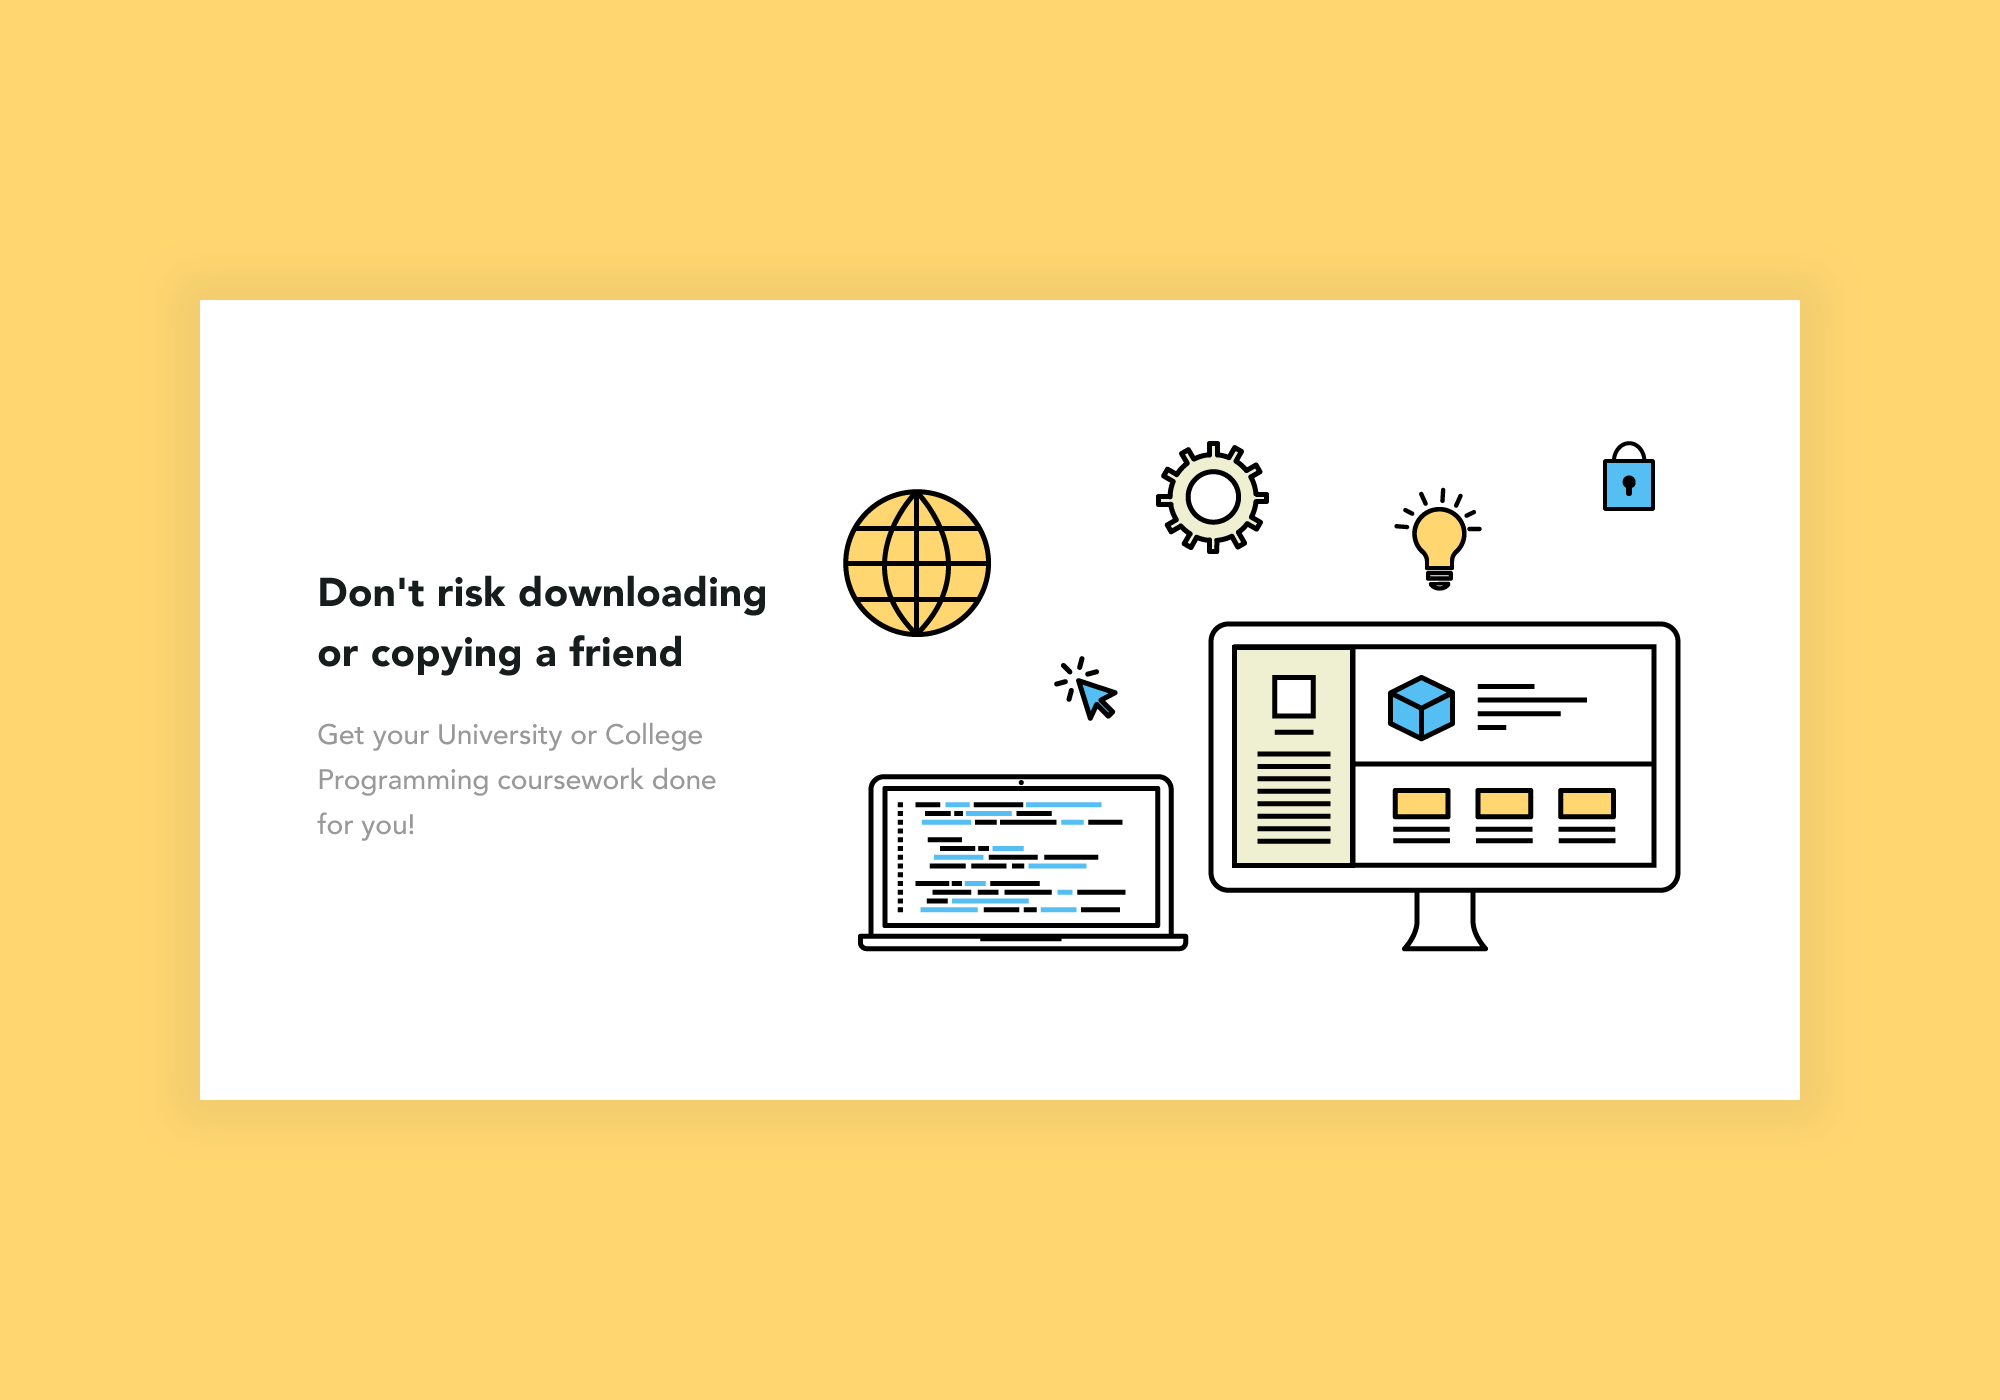 Don't risk downloading
or copying a friend
Get your University or College
Programming coursework done
for you!